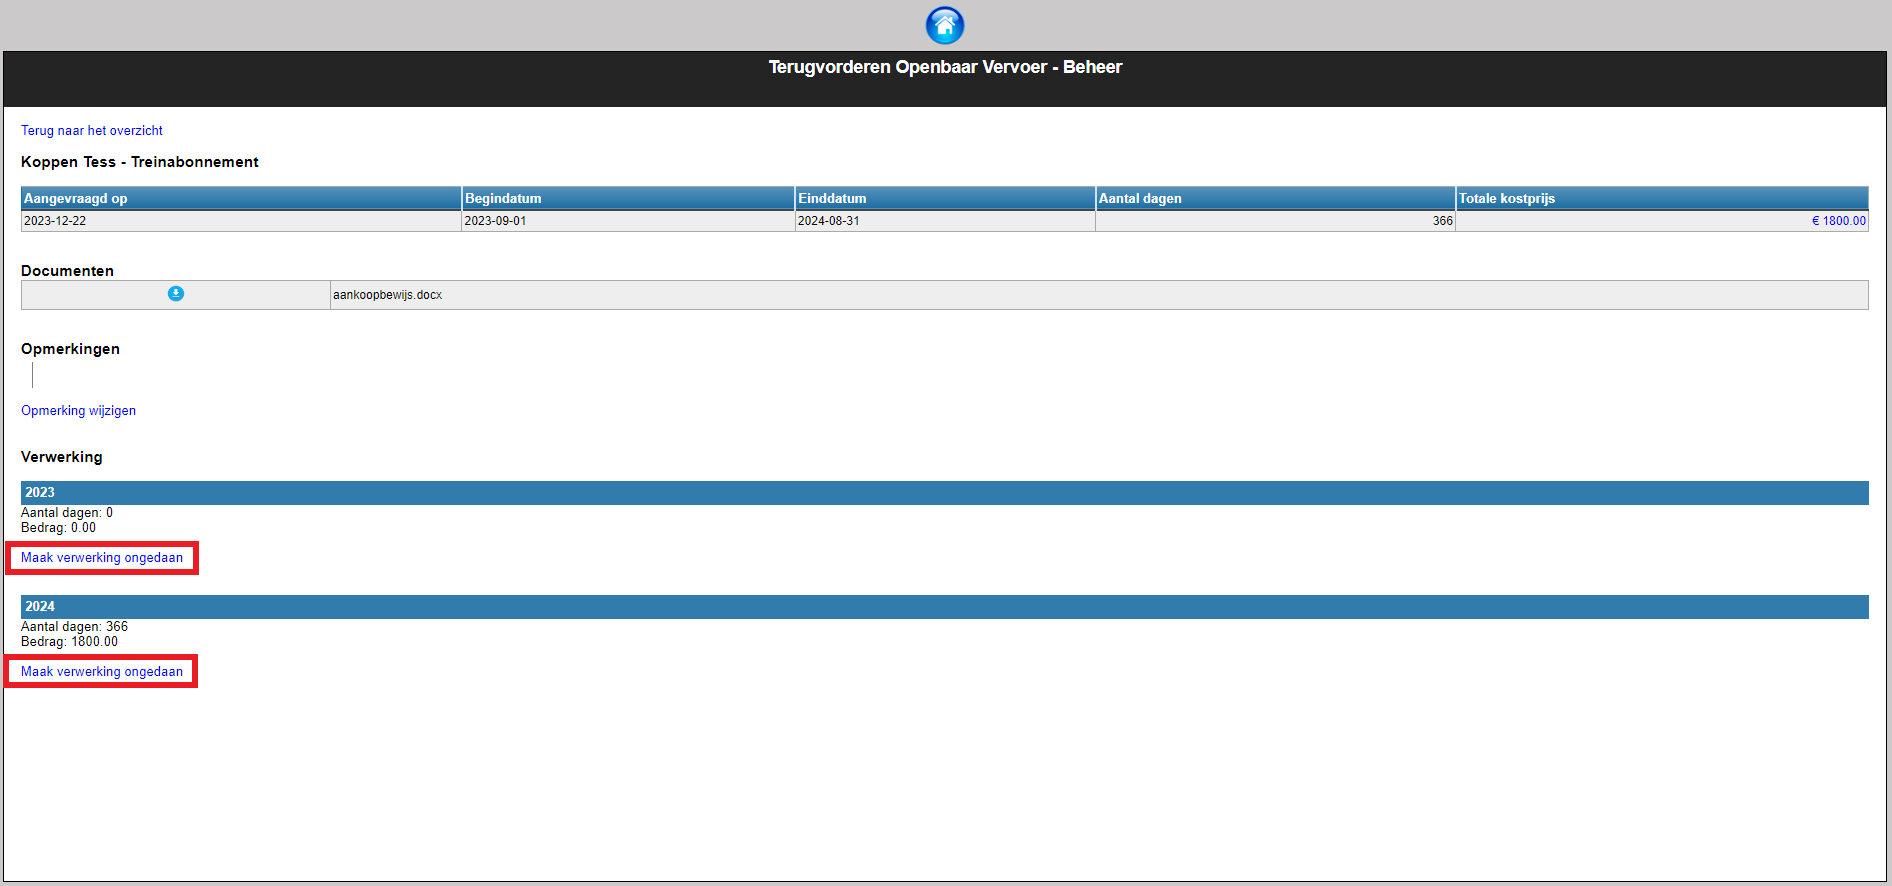 Terugvorderen Openbaar Vervoer - Beheer
Terug naar het overzicht
Koppen Tess - Treinabonnement
Aangevraagd op Begindatum Einddatum Aantal dagen Totale kostprijs
2023-12-22 2023-09-01 2024-08-31 366 € 1800.00
Documenten
aankoopbewijs.docx
Opmerkingen
Opmerking wijzigen
Verwerking
2023
Aantal dagen: 0
Bedrag: 0.00
Maak verwerking ongedaan
2024
Aantal dagen: 366
Bedrag: 1800.00
Maak verwerking ongedaan